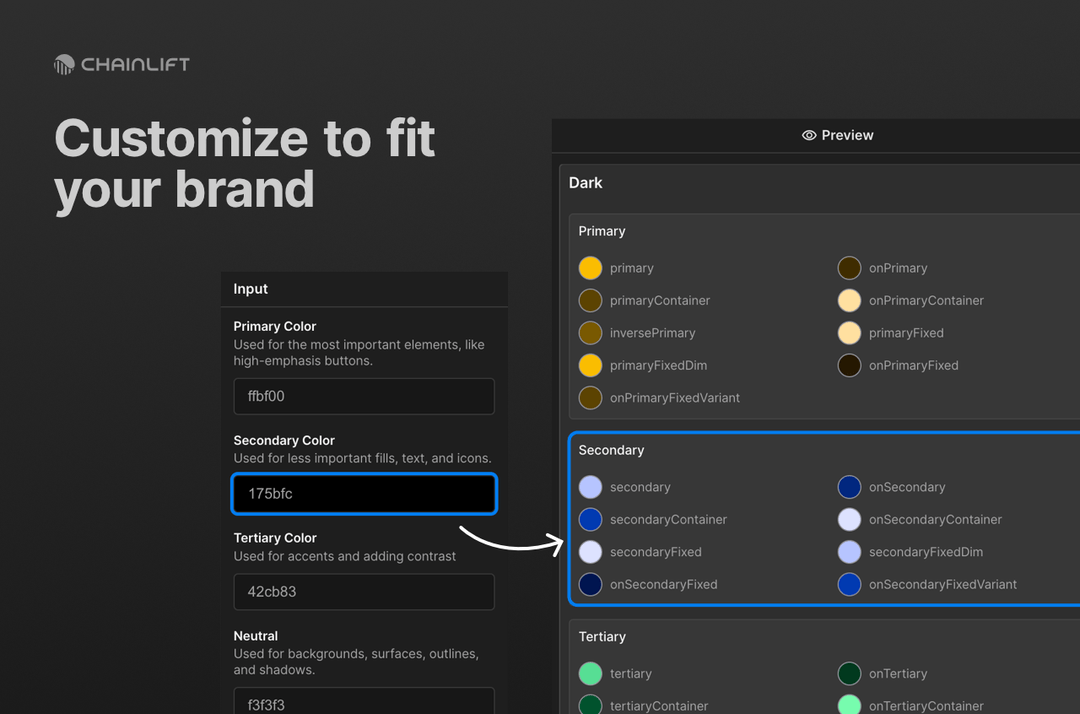 CHAINLIFT
Customize to fit
your brand
Input
Primary Color
Used for the most important elements, like
high-emphasis buttons.
ffbf00
Secondary Color
Used for less important fills, text, and icons.
175bfc
Tertiary Color
Used for accents and adding contrast
42cb83
Neutral
Used for backgrounds, surfaces, outlines,
and shadows.
f3f3f3
Preview
Dark
Primary
primary
onPrimary
primaryContainer
onPrimaryContainer
inversePrimary
primaryFixed
primaryFixedDim
onPrimaryFixed
onPrimaryFixedVariant
Secondary
secondary
onSecondary
secondaryContainer
onSecondaryContainer
secondaryFixed
secondaryFixedDim
onSecondaryFixed
onSecondaryFixedVariant
Tertiary
tertiary
onTertiary
tertiaryContainer
onTertiaryContainer